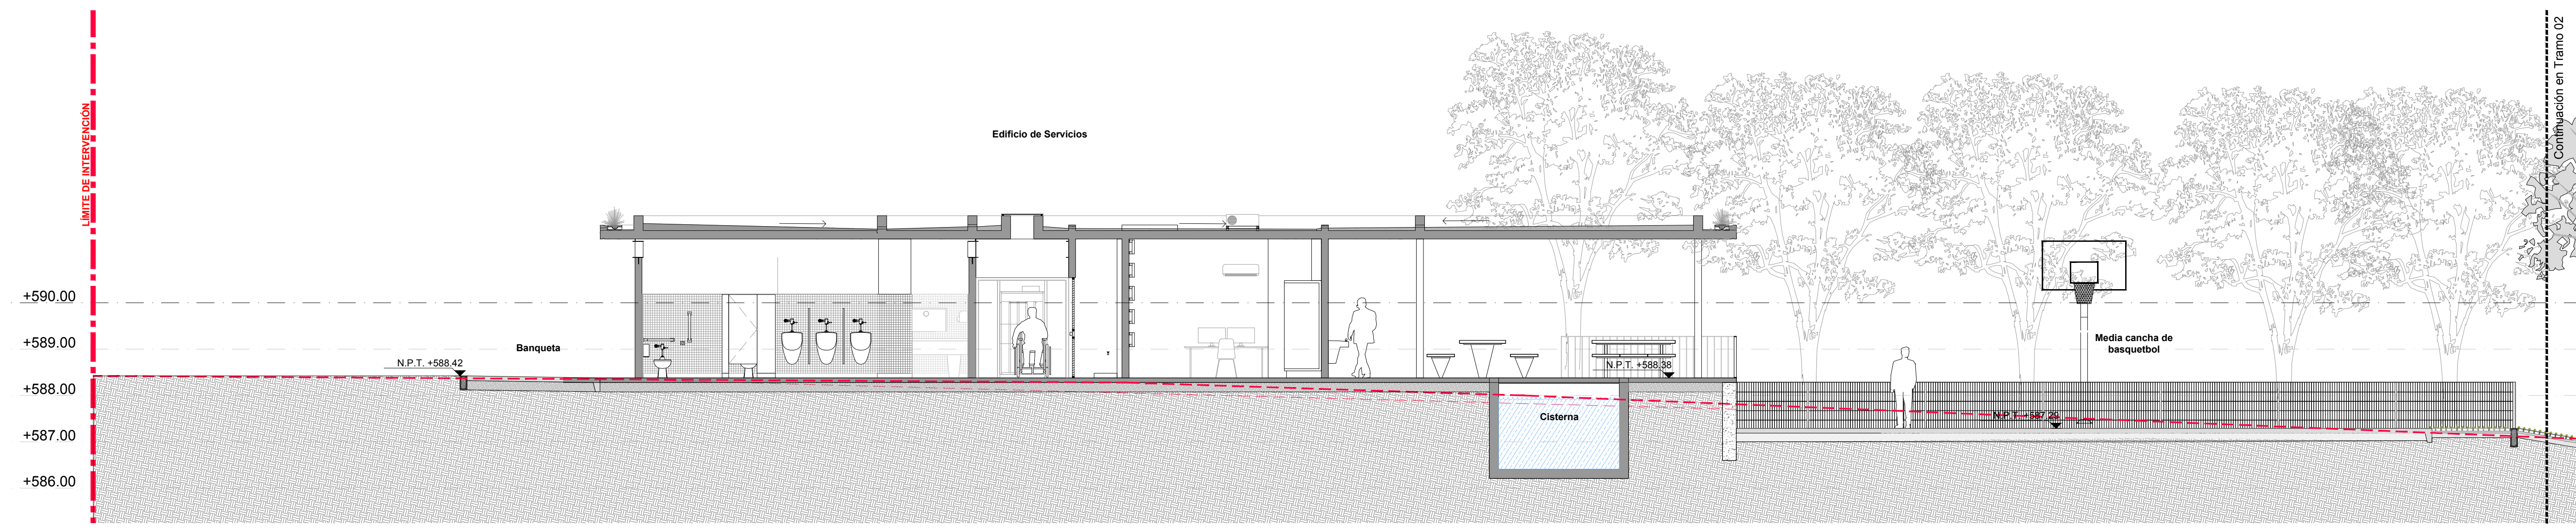 LÍMITE DE INTERVENCIÓN
Continuación en Tramo 02
Edificio de Servicios
+590.00
+589.00
+588.00
+587.00
+586.00
Banqueta
N.P.T. +588.42
N.P.T. +588.38
Cisterna
Media cancha de
basquetbol
N.P.T. +587.29